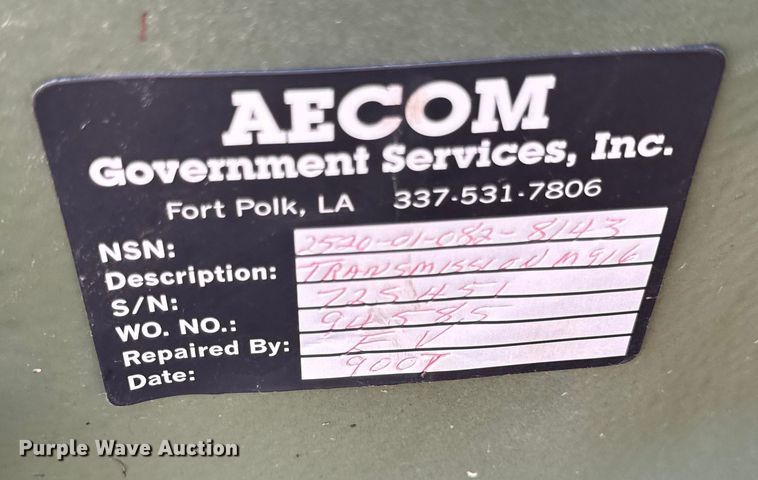 AECOM
Government Services, Inc.
Fort Polk, LA 337-531-7806
NSN: 2520-01-082-8143
Description: TRANSMISSION M916
S/N: 725451
WO. NO.: 94585
Repaired By: EV
Date: 9007
Purple Wave Auction